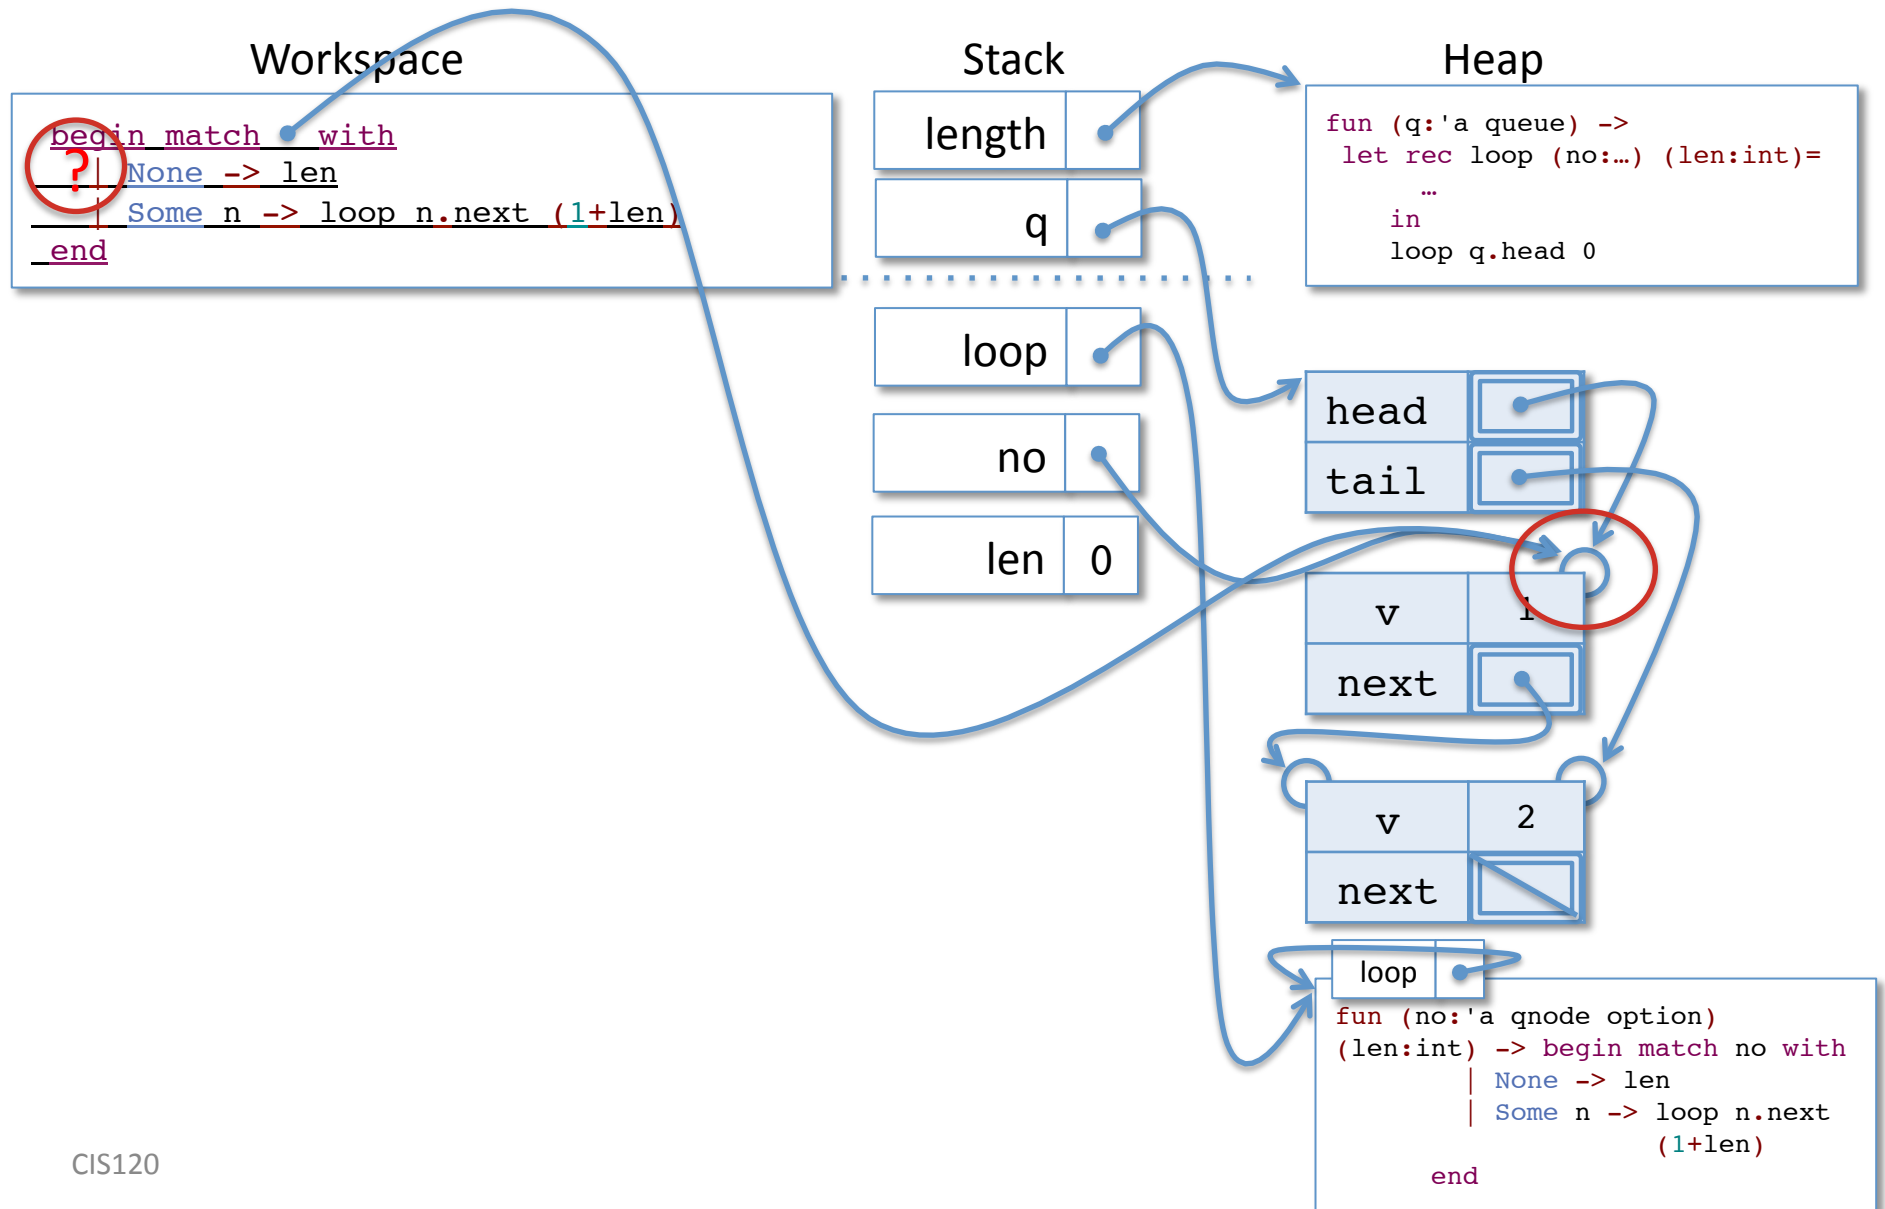 Workspace
begin match with
? | None -> len
| Some n -> loop n.next (1+len)
end
Stack
length
q
loop
no
len 0
Heap
fun (q:'a queue) ->
let rec loop (no:…) (len:int)=
…
in
loop q.head 0
head
tail
v 1
next
v 2
next
loop
fun (no:'a qnode option)
(len:int) -> begin match no with
| None -> len
| Some n -> loop n.next
(1+len)
end
CIS120